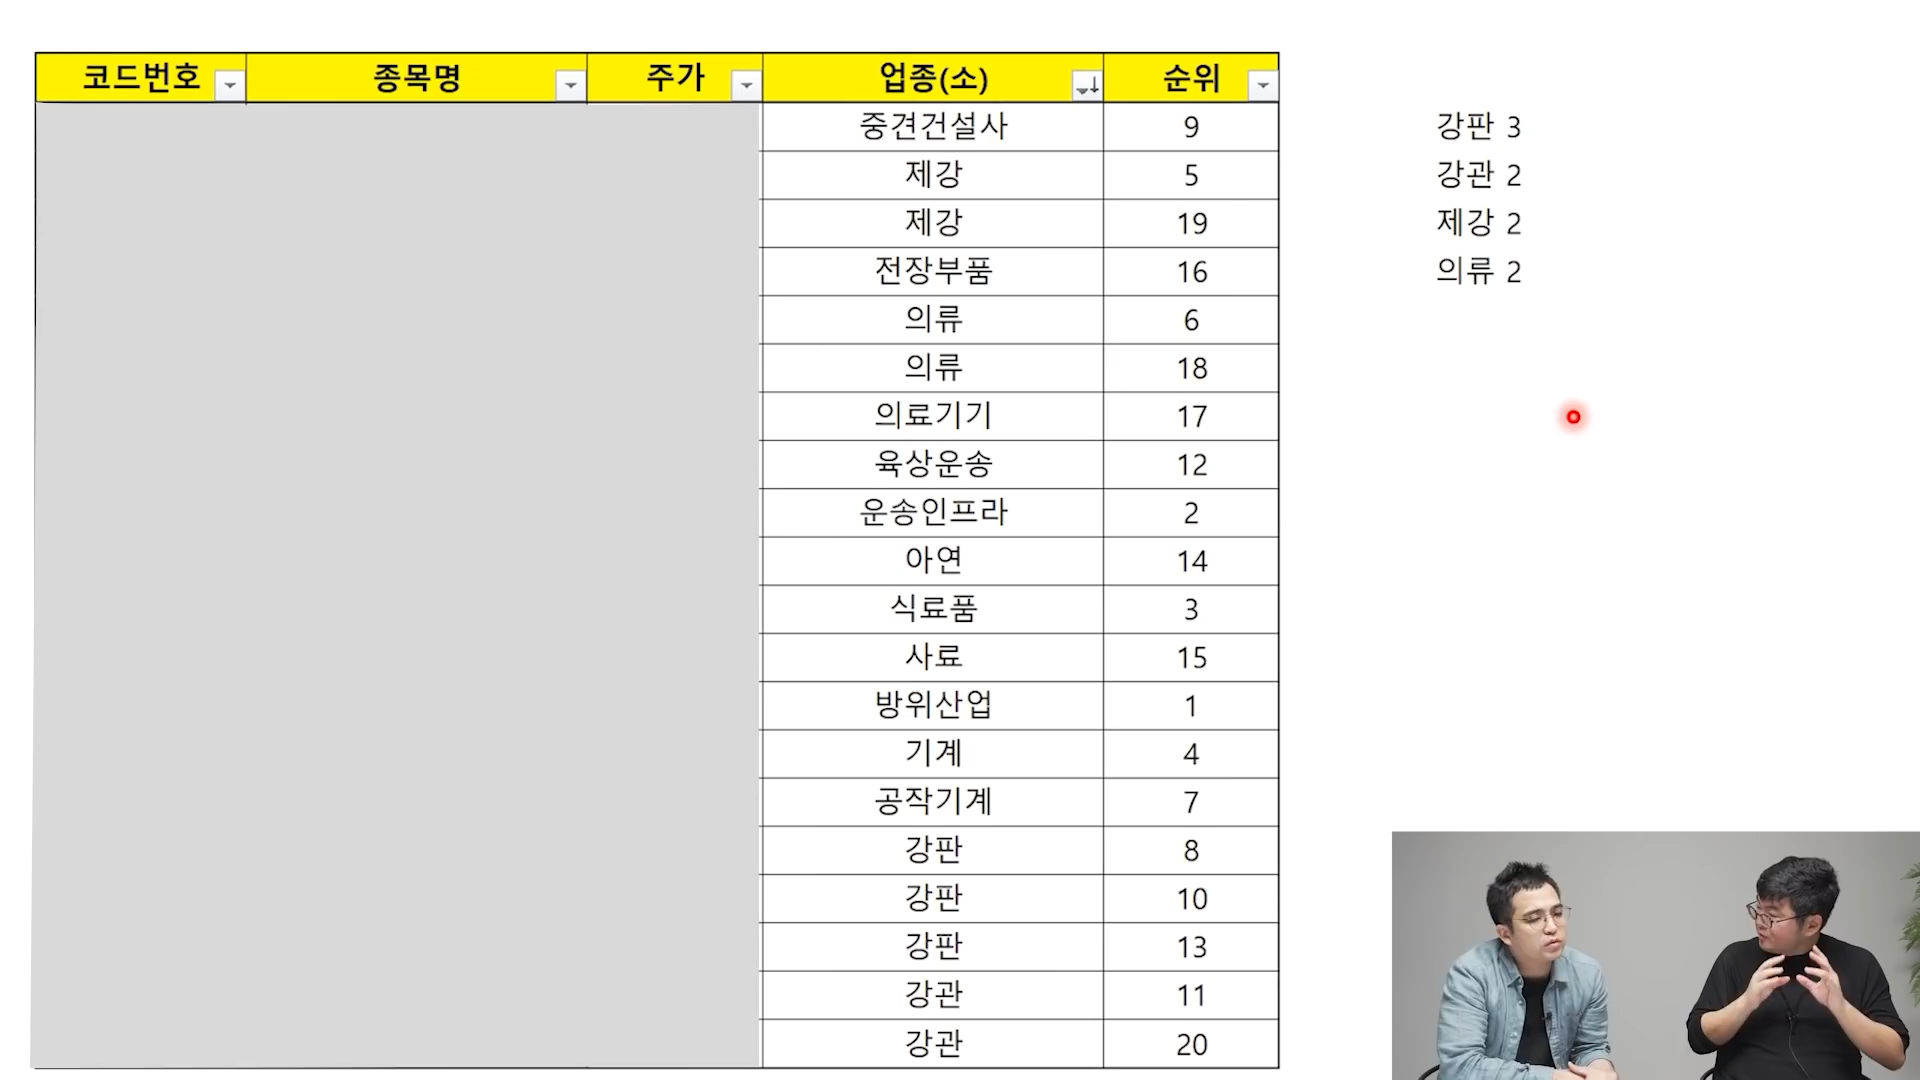 코드번호 종목명 주가 업종(소) 순위
중견건설사 9
제강 5
제강 19
전장부품 16
의류 6
의류 18
의료기기 17
육상운송 12
운송인프라 2
아연 14
식료품 3
사료 15
방위산업 1
기계 4
공작기계 7
강판 8
강판 10
강판 13
강관 11
강관 20
강판 3
강관 2
제강 2
의류 2